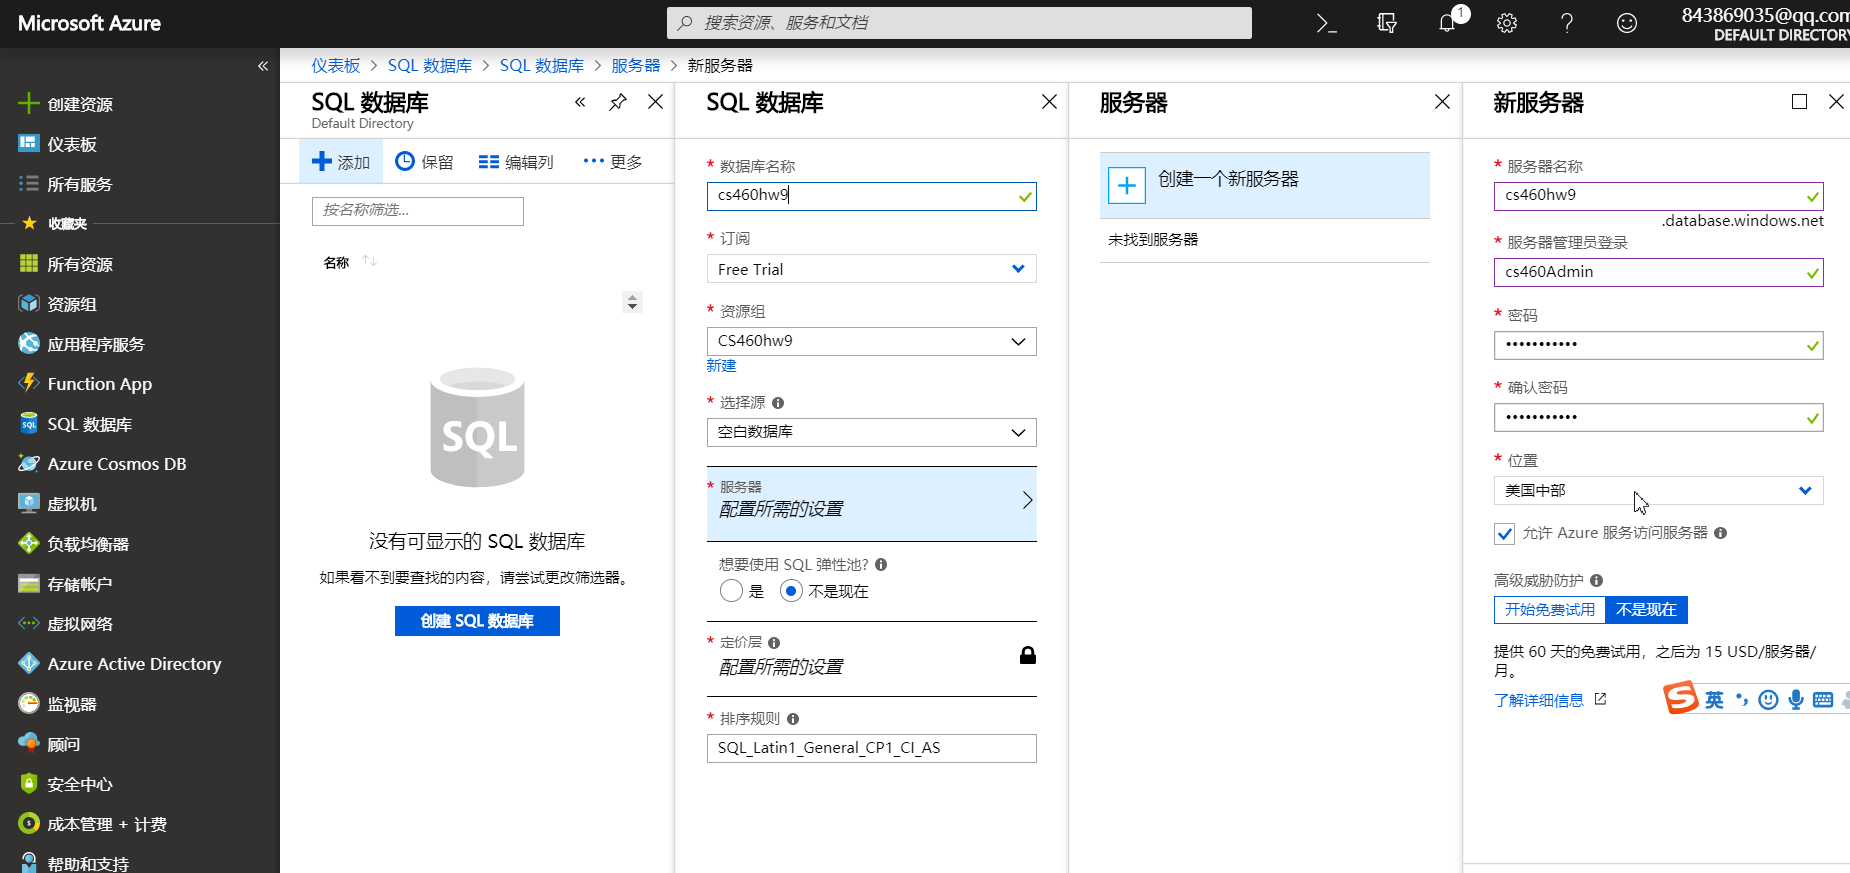 Microsoft Azure
搜索资源、服务和文档
1
843869035@qq.com
DEFAULT DIRECTORY
创建资源
仪表板
所有服务
收藏夹
所有资源
资源组
应用程序服务
Function App
SQL 数据库
Azure Cosmos DB
虚拟机
负载均衡器
存储帐户
虚拟网络
Azure Active Directory
监视器
顾问
安全中心
成本管理 + 计费
帮助和支持
仪表板 > SQL 数据库 > SQL 数据库 > 服务器 > 新服务器
SQL 数据库
Default Directory
添加 保留 编辑列 更多
按名称筛选...
名称
SQL
没有可显示的 SQL 数据库
如果看不到要查找的内容，请尝试更改筛选器。
创建 SQL 数据库
SQL 数据库
* 数据库名称
cs460hw9
* 订阅
Free Trial
* 资源组
CS460hw9
新建
* 选择源
空白数据库
* 服务器
配置所需的设置
想要使用 SQL 弹性池?
是 不是现在
* 定价层
配置所需的设置
* 排序规则
SQL_Latin1_General_CP1_CI_AS
服务器
创建一个新服务器
未找到服务器
新服务器
* 服务器名称
cs460hw9
.database.windows.net
* 服务器管理员登录
cs460Admin
* 密码
•••••••••••
* 确认密码
•••••••••••
* 位置
美国中部
允许 Azure 服务访问服务器
高级威胁防护
开始免费试用 不是现在
提供 60 天的免费试用，之后为 15 USD/服务器/
月。
了解详细信息
S 英